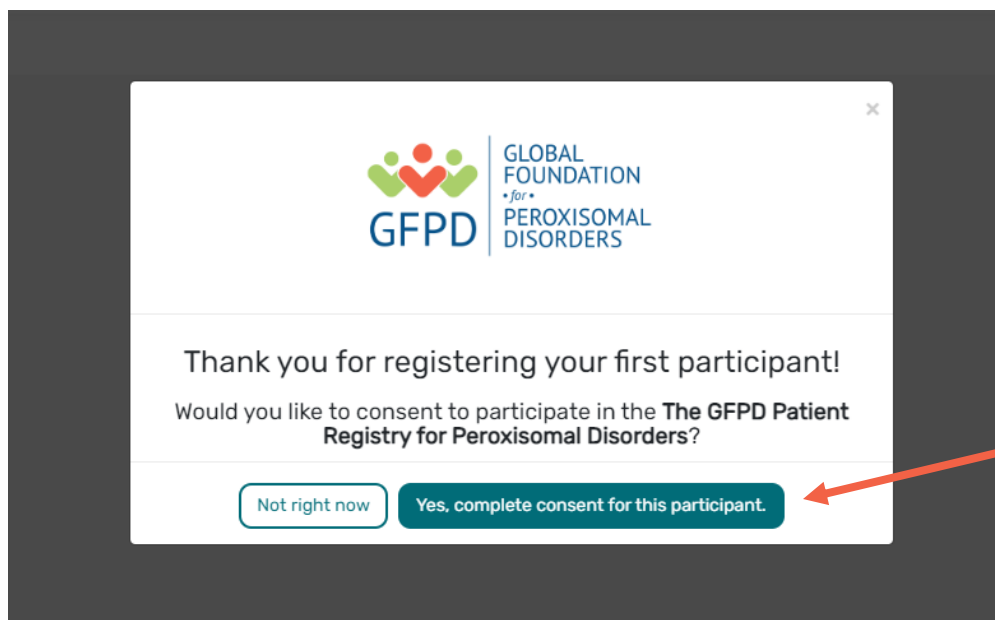 ×
GFPD
GLOBAL
FOUNDATION
• for •
PEROXISOMAL
DISORDERS
Thank you for registering your first participant!
Would you like to consent to participate in the The GFPD Patient
Registry for Peroxisomal Disorders?
Not right now
Yes, complete consent for this participant.